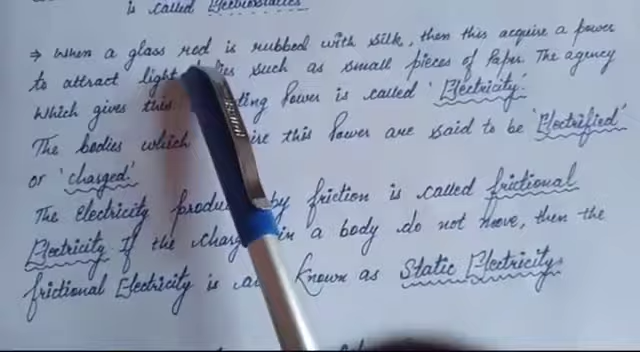 is called Electrostatics
→ When a glass rod is rubbed with silk, then this acquire a power
to attract light such as small pieces of Paper. The agency
which gives this Power is called 'Electricity'.
The bodies which this Power are said to be 'Electrified'
or 'charged'.
The Electricity by friction is called frictional
Electricity. If the in a body do not move, then the
frictional Electricity is known as Static Electricity.